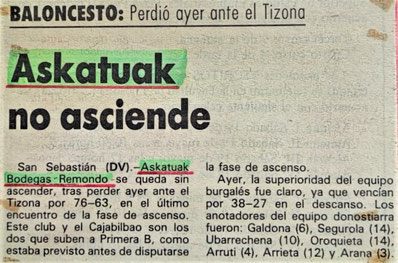 BALONCESTO: Perdió ayer ante el Tizona
Askatuak
no asciende
San Sebastián (DV).—Askatuak
Bodegas Remondo se queda sin
ascender, tras perder ayer ante el
Tizona por 76-63, en el último
encuentro de la fase de ascenso.
Este club y el Cajabilbao son los
dos que suben a Primera B, como
estaba previsto antes de disputarse
la fase de ascenso.
Ayer, la superioridad del equipo
burgalés fue claro, ya que vencían
por 38-27 en el descanso. Los
anotadores del equipo donostiarra
fueron: Galdona (6), Segurola (14),
Ubarrechena (10), Oroquieta (14),
Arruti (4), Arrieta (12) y Arana (3).